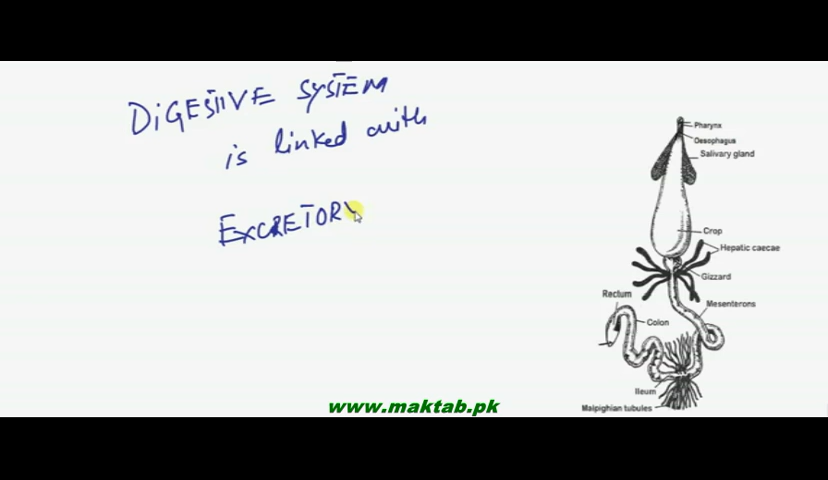 DIGESTIVE SYSTEM
is linked with
EXCRETORY
Pharynx
Oesophagus
Salivary gland
Crop
Hepatic caecae
Gizzard
Rectum
Mesenterons
Colon
Ileum
Malpighian tubules
www.maktab.pk